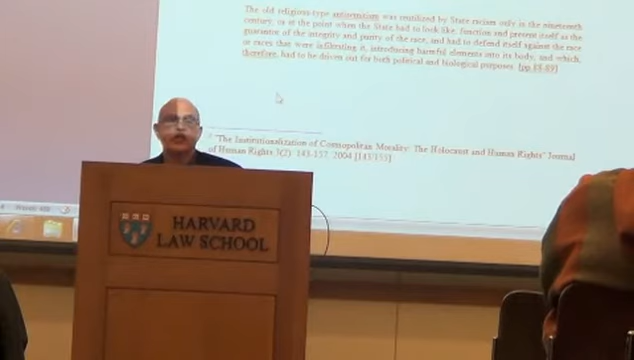 The old religious-type antisemitism was reutilized by State racism only in the nineteenth
century, or at the point when the State had to look like, function and present itself as the
guarantor of the integrity and purity of the race, and had to defend itself against the race
or races that were infiltrating it, introducing harmful elements into its body, and which,
therefore, had to be driven out for both political and biological purposes. [pp 88-89]
"The Institutionalization of Cosmopolitan Morality: The Holocaust and Human Rights" Journal
of Human Rights 3(2): 143-157, 2004 [143/155]
HARVARD
LAW SCHOOL